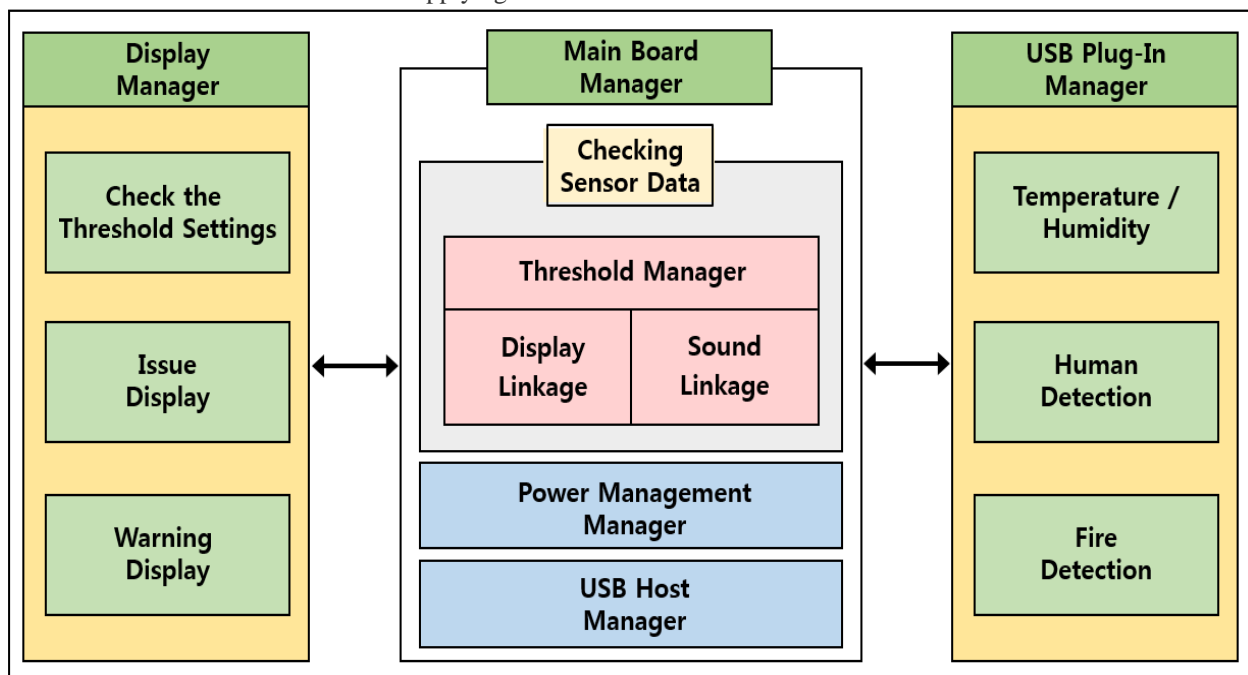 Display
Manager
Check the
Threshold Settings
Issue
Display
Warning
Display
Main Board
Manager
Checking
Sensor Data
Threshold Manager
Display
Linkage
Sound
Linkage
Power Management
Manager
USB Host
Manager
USB Plug-In
Manager
Temperature /
Humidity
Human
Detection
Fire
Detection